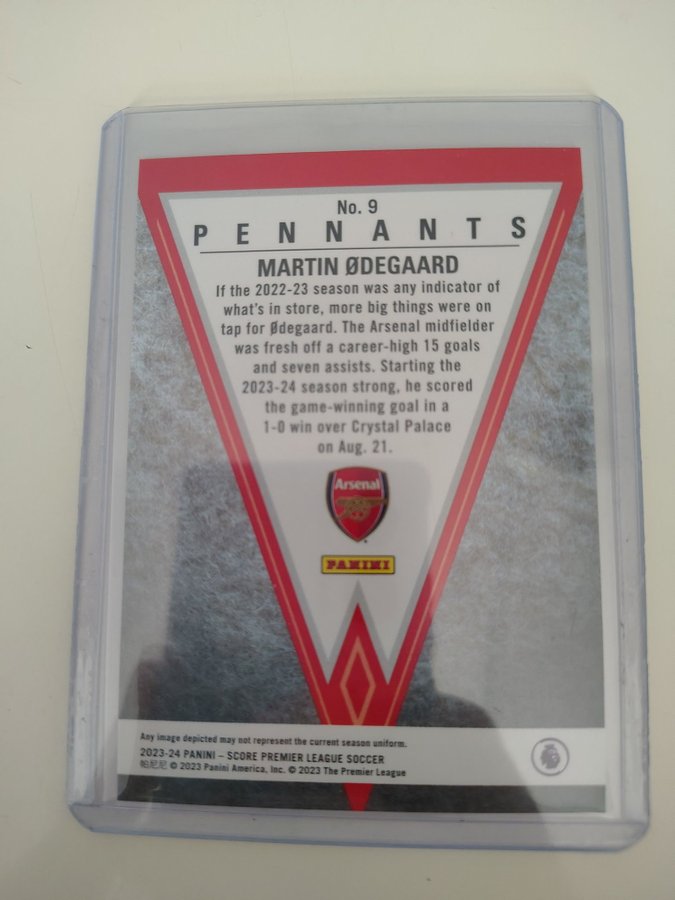 No. 9
PENNANTS
MARTIN ØDEGAARD
If the 2022-23 season was any indicator of
what's in store, more big things were on
tap for Ødegaard. The Arsenal midfielder
was fresh off a career-high 15 goals
and seven assists. Starting the
2023-24 season strong, he scored
the game-winning goal in a
1-0 win over Crystal Palace
on Aug. 21.
Arsenal
PANINI
Any image depicted may not represent the current season uniform.
2023-24 PANINI – SCORE PREMIER LEAGUE SOCCER
帕尼尼 © 2023 Panini America, Inc. © 2023 The Premier League